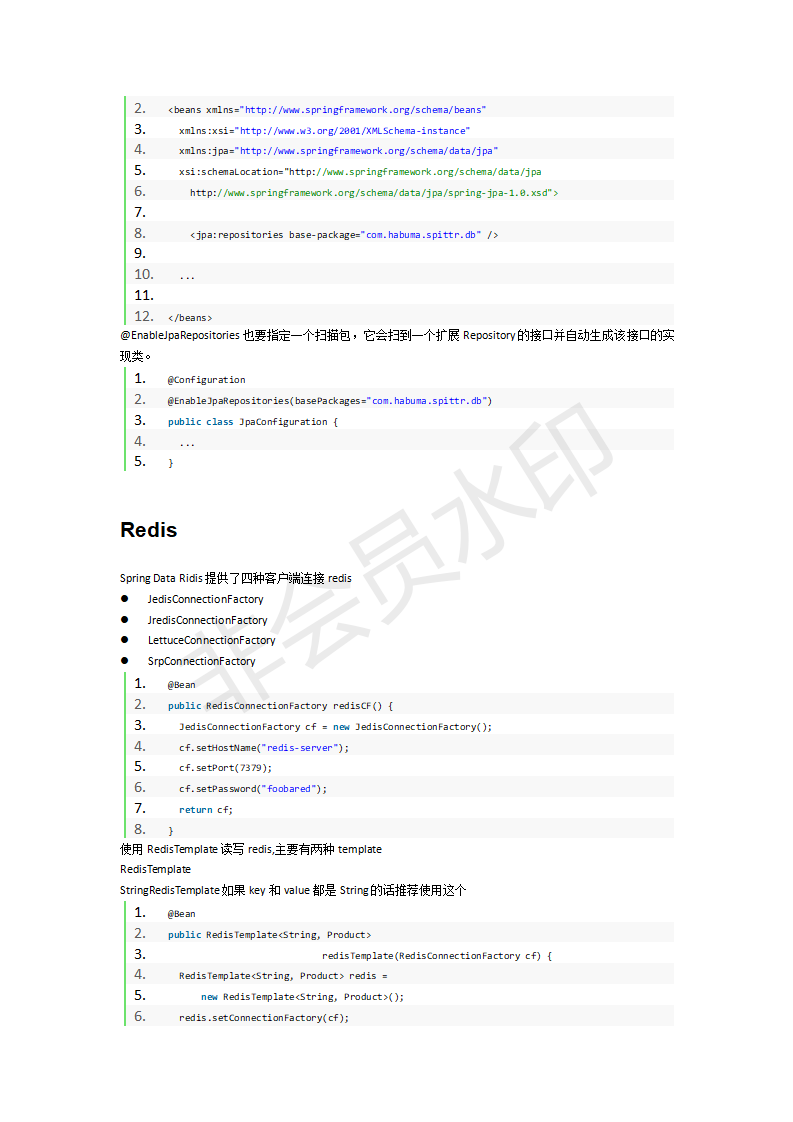 2. <beans xmlns="http://www.springframework.org/schema/beans"
3. xmlns:xsi="http://www.w3.org/2001/XMLSchema-instance"
4. xmlns:jpa="http://www.springframework.org/schema/data/jpa"
5. xsi:schemaLocation="http://www.springframework.org/schema/data/jpa
6. http://www.springframework.org/schema/data/jpa/spring-jpa-1.0.xsd">
7.
8. <jpa:repositories base-package="com.habuma.spittr.db" />
9.
10. ...
11.
12. </beans>
@EnableJpaRepositories 也要指定一个扫描包，它会扫到一个扩展 Repository 的接口并自动生成该接口的实
现类。
1. @Configuration
2. @EnableJpaRepositories(basePackages="com.habuma.spittr.db")
3. public class JpaConfiguration {
4. ...
5. }
Redis
Spring Data Ridis 提供了四种客户端连接 redis
● JedisConnectionFactory
● JredisConnectionFactory
● LettuceConnectionFactory
● SrpConnectionFactory
1. @Bean
2. public RedisConnectionFactory redisCF() {
3. JedisConnectionFactory cf = new JedisConnectionFactory();
4. cf.setHostName("redis-server");
5. cf.setPort(7379);
6. cf.setPassword("foobared");
7. return cf;
8. }
使用 RedisTemplate 读写 redis,主要有两种 template
RedisTemplate
StringRedisTemplate 如果 key 和 value 都是 String 的话推荐使用这个
1. @Bean
2. public RedisTemplate<String, Product>
3. redisTemplate(RedisConnectionFactory cf) {
4. RedisTemplate<String, Product> redis =
5. new RedisTemplate<String, Product>();
6. redis.setConnectionFactory(cf);
非会员水印